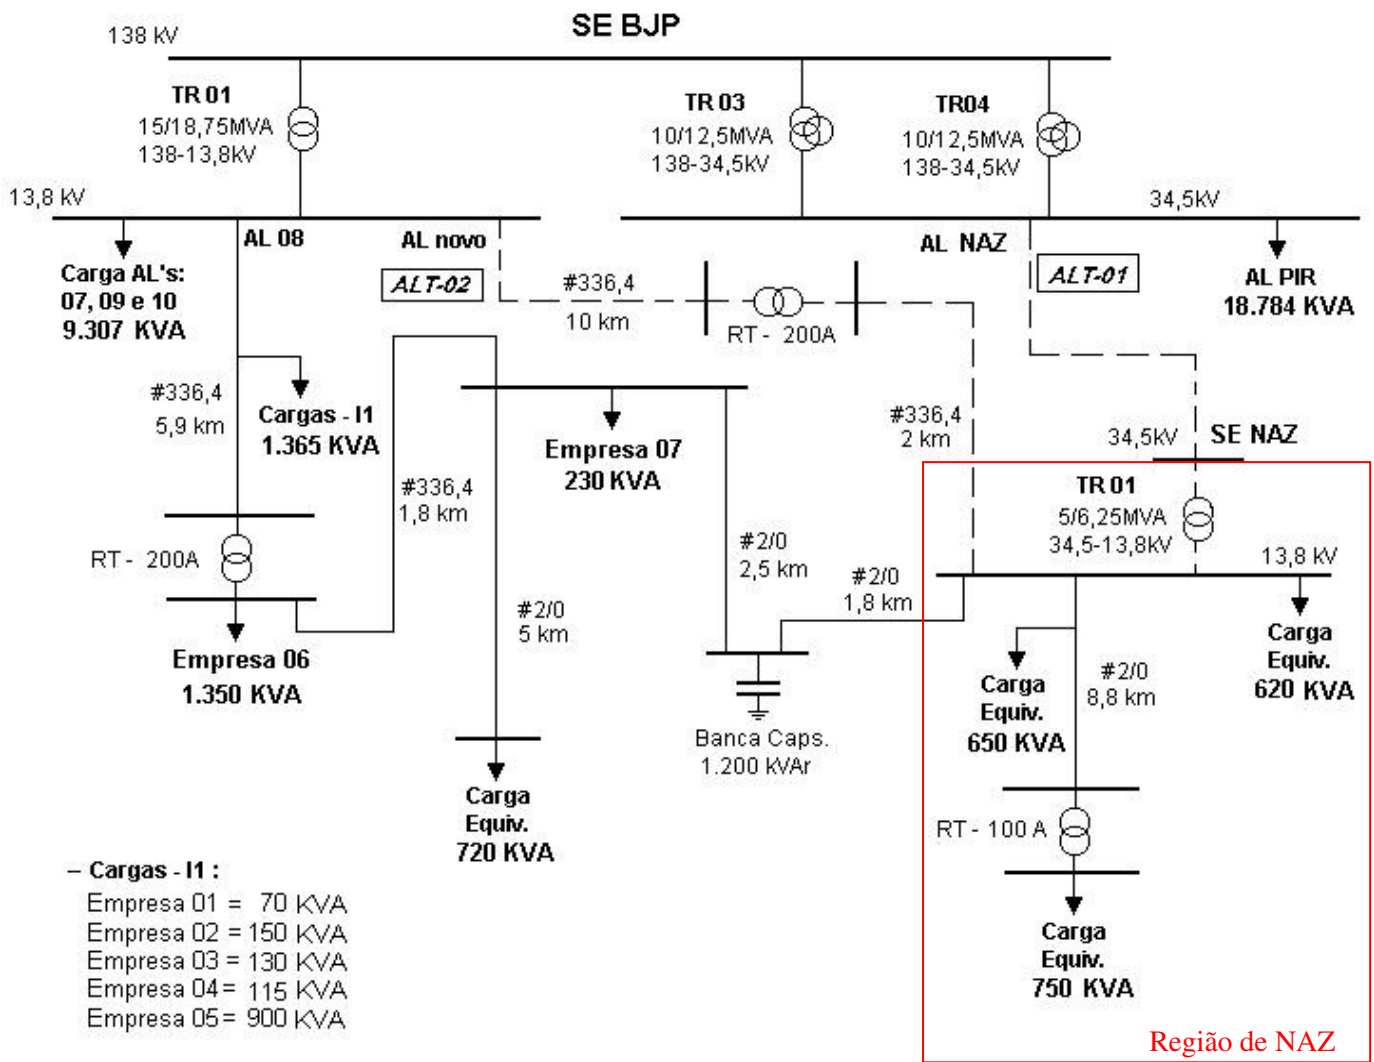 SE BJP
138 kV
TR 01
15/18,75MVA
138-13,8kV
TR 03
10/12,5MVA
138-34,5kV
TR04
10/12,5MVA
138-34,5kV
13,8 kV
34,5kV
AL 08
AL novo
AL NAZ
Carga AL's:
07, 09 e 10
9.307 KVA
ALT-02
#336,4
10 km
RT - 200A
ALT-01
AL PIR
18.784 KVA
#336,4
5,9 km
Cargas - I1
1.365 KVA
#336,4
2 km
34,5kV
SE NAZ
Empresa 07
230 KVA
#336,4
1,8 km
TR 01
5/6,25MVA
34,5-13,8kV
RT - 200A
#2/0
2,5 km
13,8 kV
#2/0
1,8 km
#2/0
5 km
Empresa 06
1.350 KVA
Carga
Equiv.
620 KVA
Carga
Equiv.
650 KVA
#2/0
8,8 km
Banca Caps.
1.200 kVAr
Carga
Equiv.
720 KVA
RT - 100 A
Carga
Equiv.
750 KVA
– Cargas - I1 :
Empresa 01 = 70 KVA
Empresa 02 = 150 KVA
Empresa 03 = 130 KVA
Empresa 04= 115 KVA
Empresa 05= 900 KVA
Região de NAZ